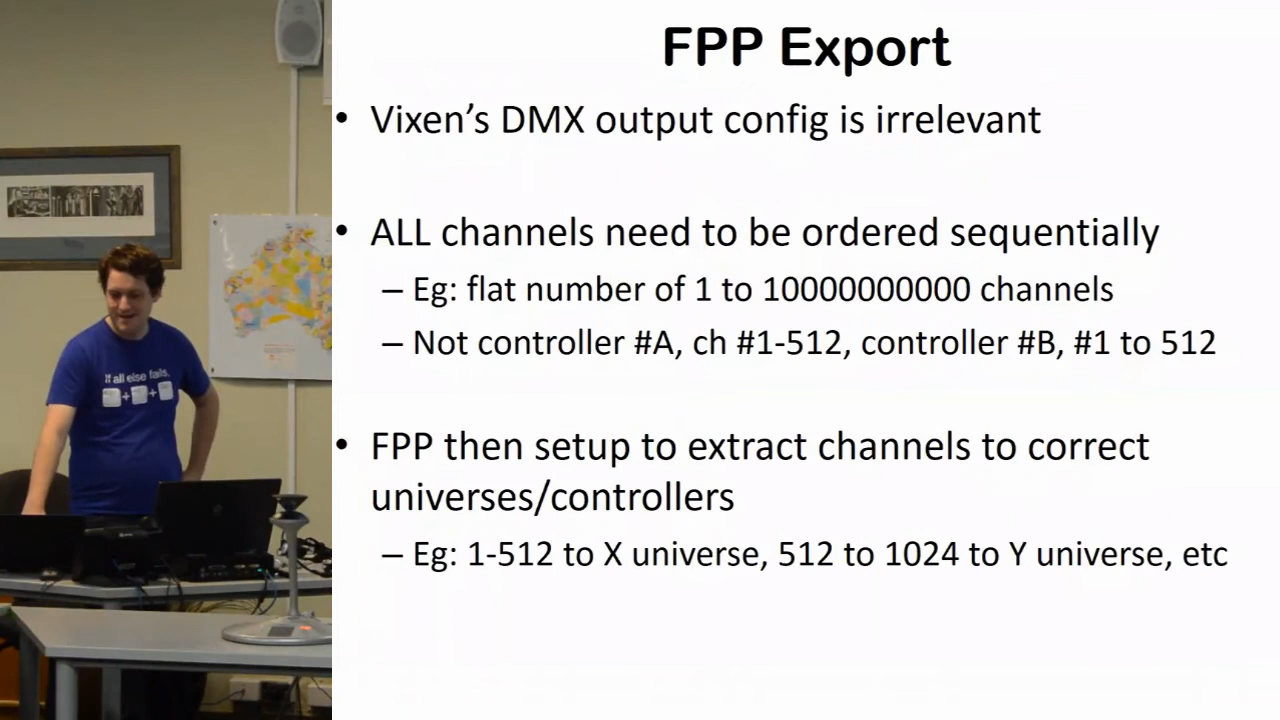 FPP Export
• Vixen's DMX output config is irrelevant
• ALL channels need to be ordered sequentially
– Eg: flat number of 1 to 10000000000 channels
– Not controller #A, ch #1-512, controller #B, #1 to 512
• FPP then setup to extract channels to correct
universes/controllers
– Eg: 1-512 to X universe, 512 to 1024 to Y universe, etc
If all else fails,
+ +